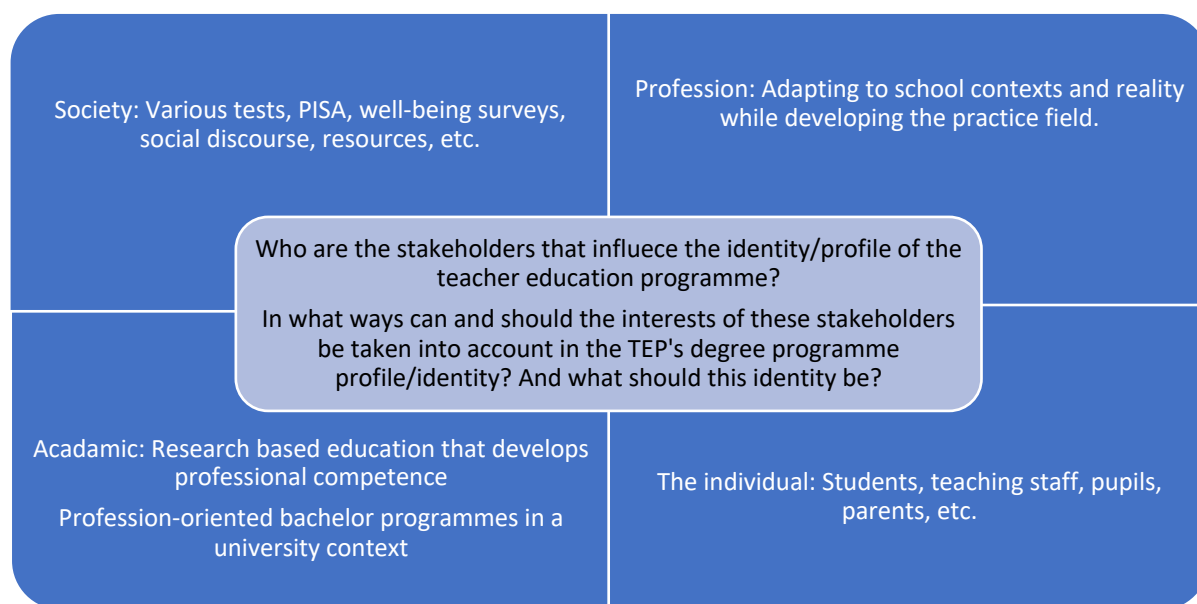 Society: Various tests, PISA, well-being surveys,
social discourse, resources, etc.
Profession: Adapting to school contexts and reality
while developing the practice field.
Who are the stakeholders that influece the identity/profile of the
teacher education programme?
In what ways can and should the interests of these stakeholders
be taken into account in the TEP's degree programme
profile/identity? And what should this identity be?
Acadamic: Research based education that develops
professional competence
Profession-oriented bachelor programmes in a
university context
The individual: Students, teaching staff, pupils,
parents, etc.